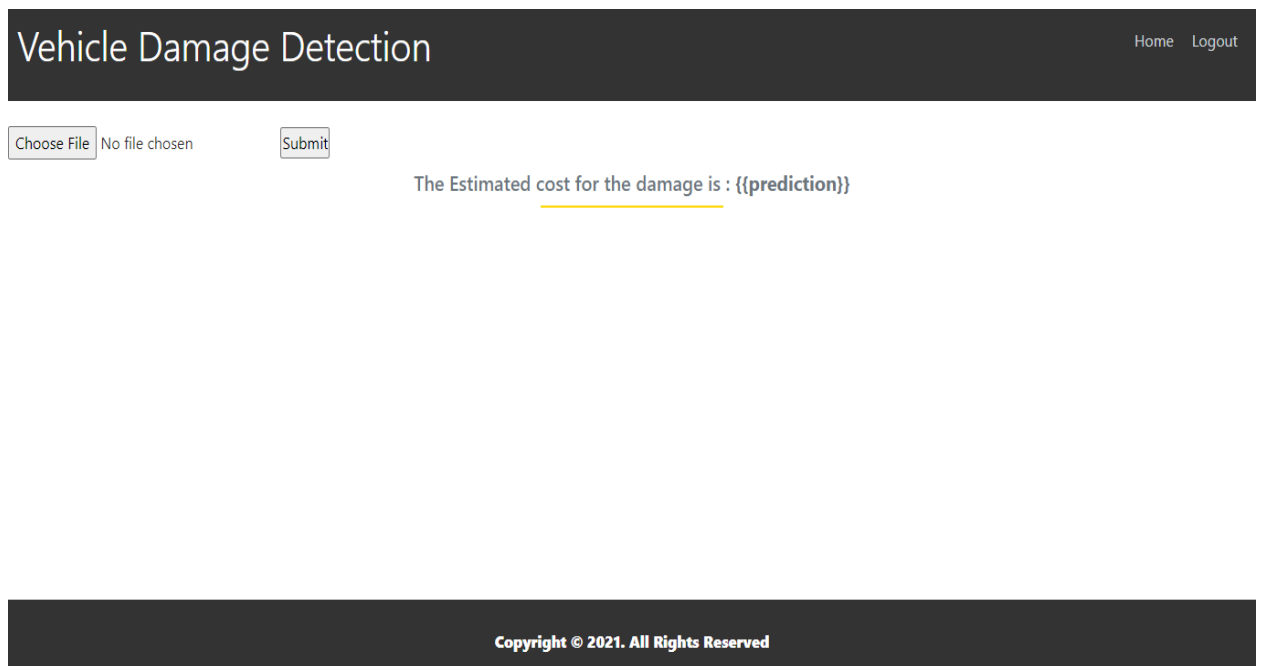 Vehicle Damage Detection
Home Logout
Choose File No file chosen Submit
The Estimated cost for the damage is : {{prediction}}
Copyright © 2021. All Rights Reserved